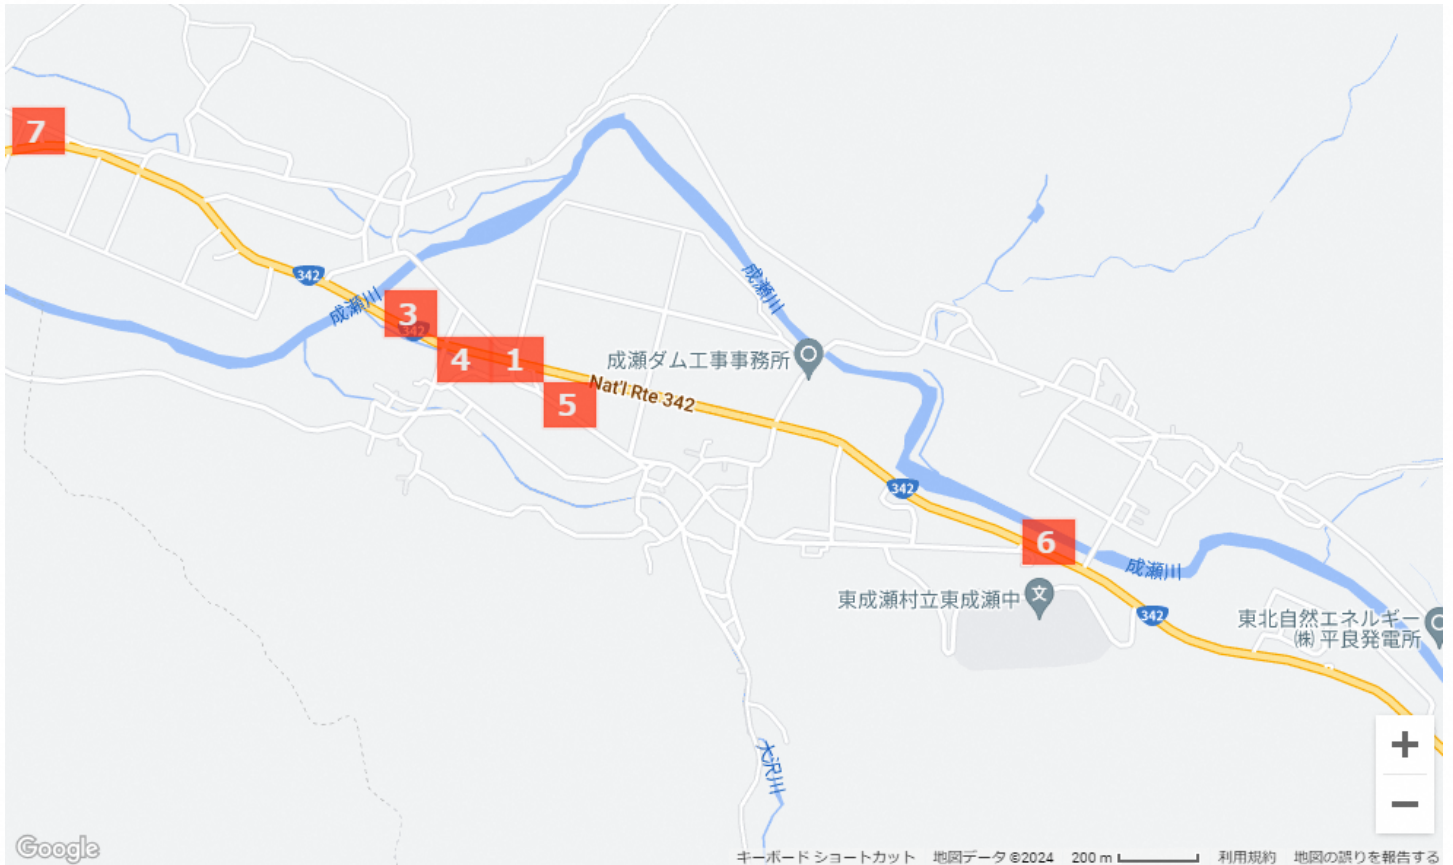 7
342
成瀬川
3
342
4
1
5
Nat'l Rte 342
成瀬川
成瀬ダム工事事務所
342
6
成瀬川
東成瀬村立東成瀬中
文
342
東北自然エネルギー
㈱ 平良発電所
大沢川
+
−
Google
キーボード ショートカット 地図データ ©2024 200 m 利用規約 地図の誤りを報告する